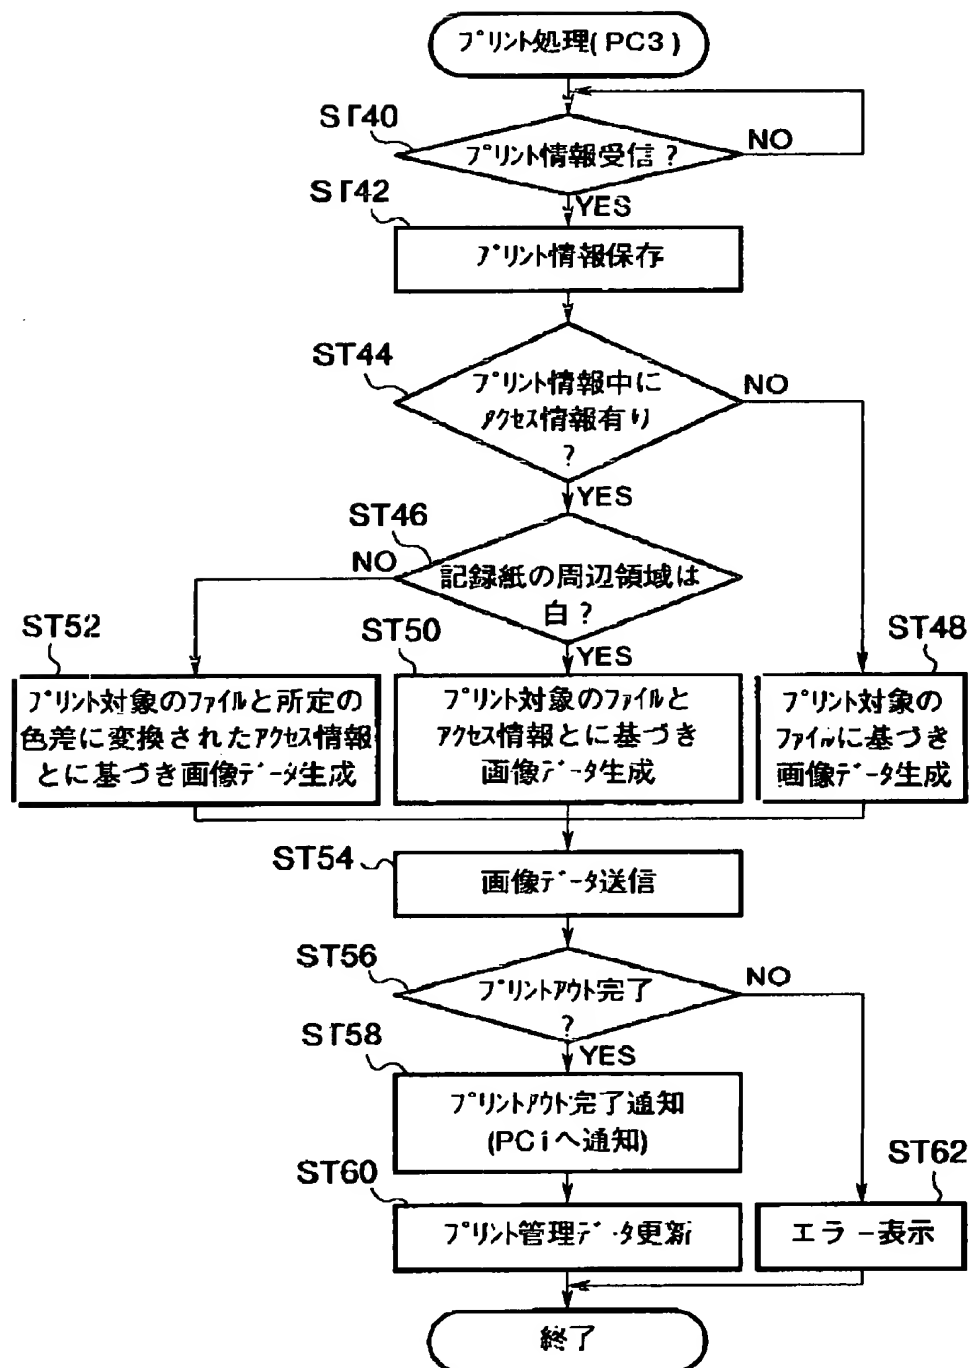 プリント処理(PC3)
ST40
プリント情報受信？
NO
ST42
YES
プリント情報保存
ST44
プリント情報中に
アクセス情報有り
？
NO
YES
ST46
NO
記録紙の周辺領域は
白？
ST52
ST50
YES
ST48
プリント対象のファイルと所定の
色差に変換されたアクセス情報
とに基づき画像データ生成
プリント対象のファイルと
アクセス情報とに基づき
画像データ生成
プリント対象の
ファイルに基づき
画像データ生成
ST54
画像データ送信
ST56
プリントアウト完了
？
NO
ST58
YES
プリントアウト完了通知
(PCiへ通知)
ST60
プリント管理データ更新
ST62
エラー表示
終了